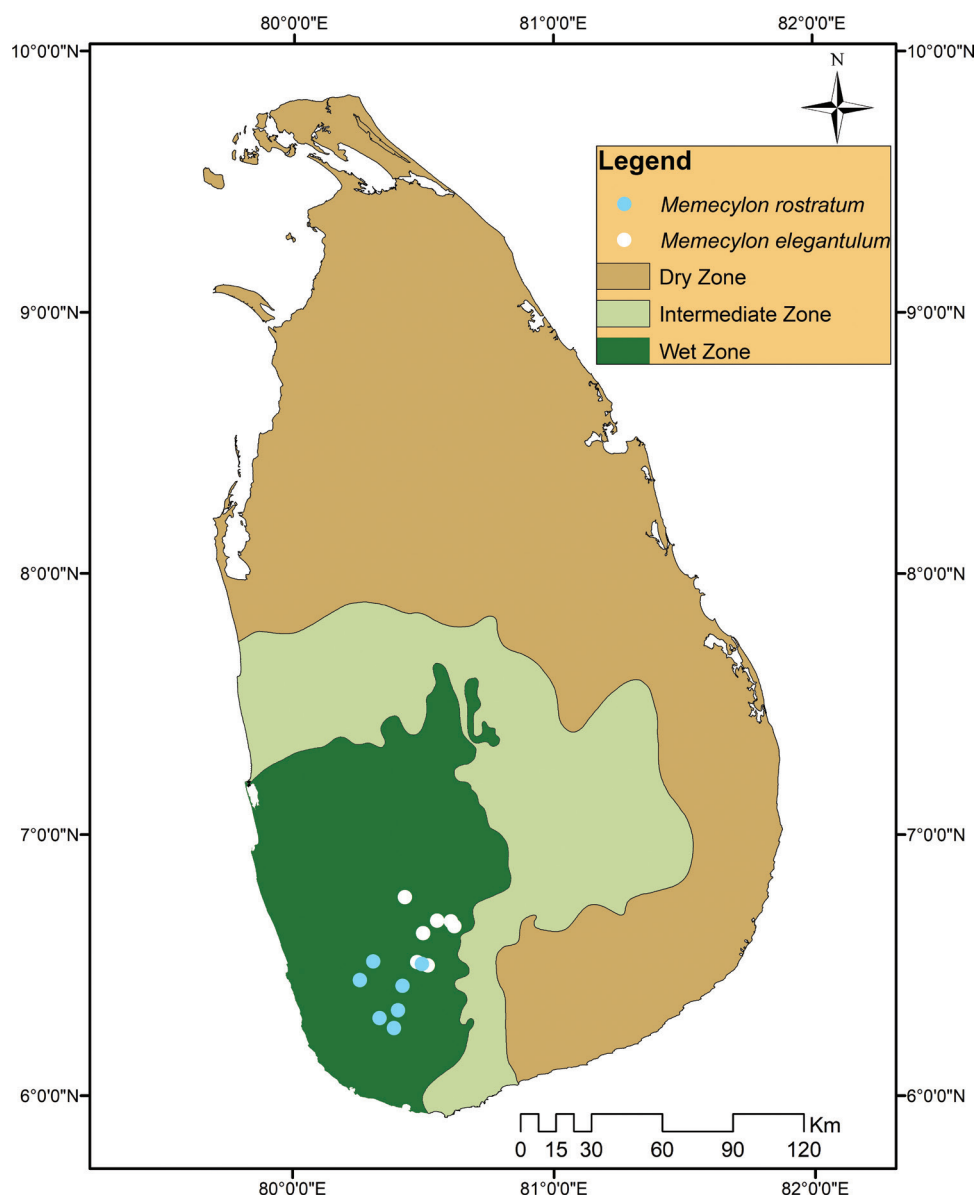 80°0'0"E 81°0'0"E 82°0'0"E
10°0'0"N 10°0'0"N
N
Legend
Memecylon rostratum
Memecylon elegantulum
Dry Zone
Intermediate Zone
Wet Zone
9°0'0"N 9°0'0"N
8°0'0"N 8°0'0"N
7°0'0"N 7°0'0"N
6°0'0"N 6°0'0"N
Km
0 15 30 60 90 120
80°0'0"E 81°0'0"E 82°0'0"E